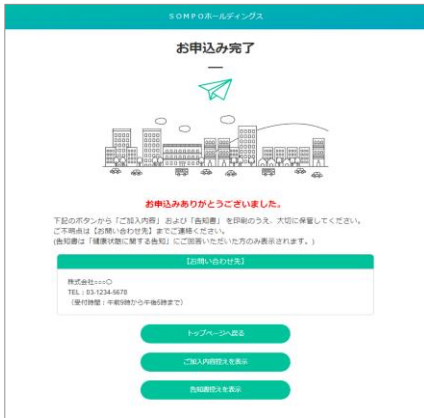 SOMPOホールディングス
お申込み完了
お申込みありがとうございました。
下記のボタンから「ご加入内容」 および「告知書」 を印刷のうえ、大切に保管してください。
ご不明点は【お問い合わせ先】までご連絡ください。
(告知書は「健康状態に関する告知」にご回答いただいた方のみ表示されます。)
【お問い合わせ先】
株式会社===〇
TEL：03-1234-5678
（受付時間：午前9時から午後5時まで）
トップページへ戻る
ご加入内容控えを表示
告知書控えを表示